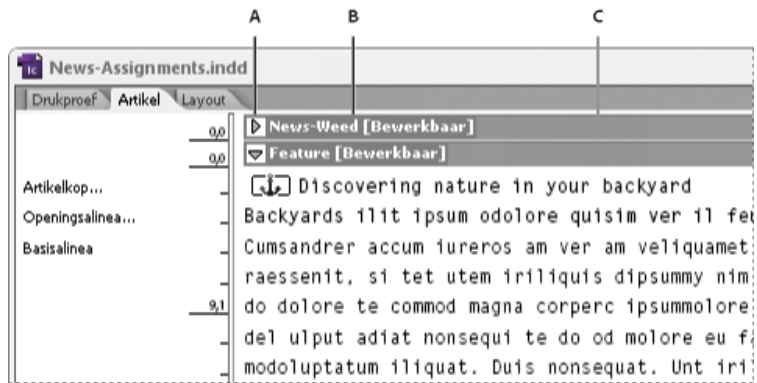 A B C
Ic News-Assignments.indd
Drukproef Artikel Layout
0,0 News-Weed [Bewerkbaar]
0,0 Feature [Bewerkbaar]
Artikelkop... Discovering nature in your backyard
Openingsalinea... Backyards ilit ipsum odolore quisim ver il
Basisalinea Cumsandrer accum iureros am ver am veliquamet
raessenit, si tet utem iriliquis dipsummy nim
9,1 do dolore te commod magna corperc ipsummolore
del ulput adiat nonsequi te do od molore eu
modoluptatum iliquat. Duis nonsequat. Unt iri